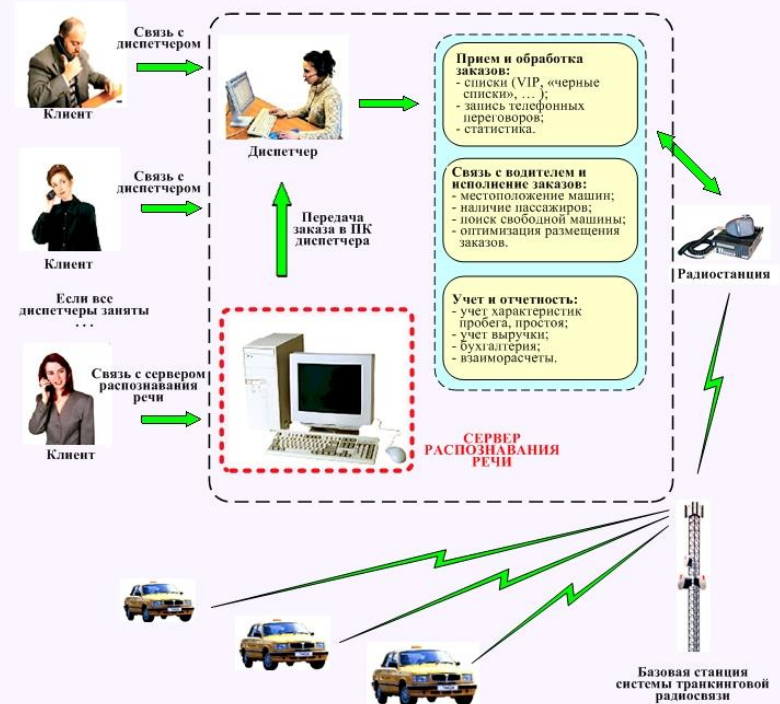 Связь с
диспетчером
Клиент
Диспетчер
Прием и обработка
заказов:
- списки (VIP, «черные
списки», ... );
- запись телефонных
переговоров;
- статистика.
Связь с
диспетчером
Клиент
Передача
заказа в ПК
диспетчера
Связь с водителем и
исполнение заказов:
- местоположение машин;
- наличие пассажиров;
- поиск свободной машины;
- оптимизация размещения
заказов.
Радиостанция
Если все
диспетчеры заняты
. . .
Учет и отчетность:
- учет характеристик
пробега, простоя;
- учет выручки;
- бухгалтерия;
- взаиморасчеты.
Связь с сервером
распознавания
речи
Клиент
СЕРВЕР
РАСПОЗНАВАНИЯ
РЕЧИ
Базовая станция
системы транкинговой
радиосвязи